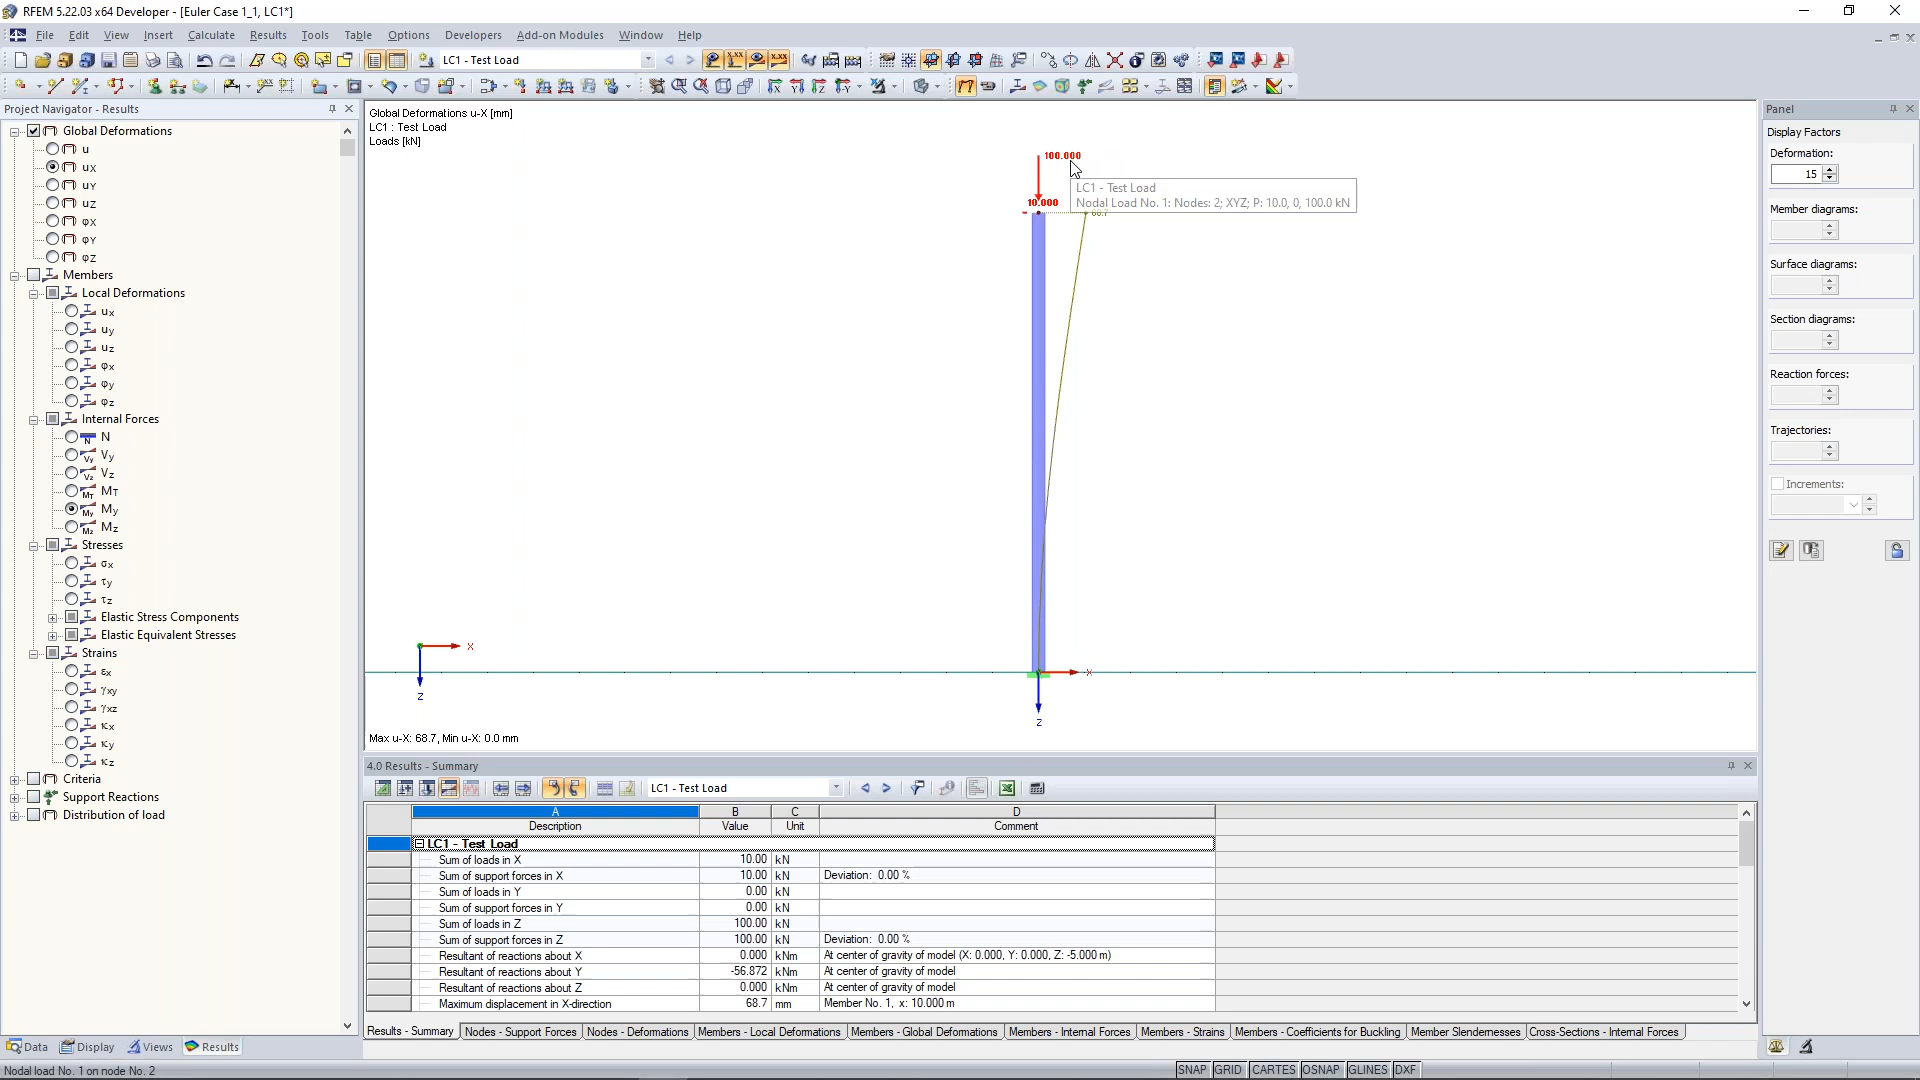 RFEM 5.22.03 x64 Developer - [Euler Case 1_1, LC1*]
File Edit View Insert Calculate Results Tools Table Options Developers Add-on Modules Window Help
LC1 - Test Load
Project Navigator - Results
Global Deformations
u
uX
uY
uZ
φX
φY
φZ
Members
Local Deformations
ux
uy
uz
φx
φy
φz
Internal Forces
N
Vy
Vz
MT
My
Mz
Stresses
σx
τy
τz
Elastic Stress Components
Elastic Equivalent Stresses
Strains
εx
γxy
γxz
κx
κy
κz
Criteria
Support Reactions
Distribution of load
Data Display Views Results
Global Deformations u-X [mm]
LC1 : Test Load
Loads [kN]
100.000
10.000
LC1 - Test Load
Nodal Load No. 1: Nodes: 2; XYZ; P: 10.0, 0, 100.0 kN
68.7
X
Z
X
Z
Max u-X: 68.7, Min u-X: 0.0 mm
Panel
Display Factors
Deformation:
15
Member diagrams:
Surface diagrams:
Section diagrams:
Reaction forces:
Trajectories:
Increments:
4.0 Results - Summary
LC1 - Test Load
A B C D
Description Value Unit Comment
LC1 - Test Load
Sum of loads in X 10.00 kN
Sum of support forces in X 10.00 kN Deviation: 0.00 %
Sum of loads in Y 0.00 kN
Sum of support forces in Y 0.00 kN
Sum of loads in Z 100.00 kN
Sum of support forces in Z 100.00 kN Deviation: 0.00 %
Resultant of reactions about X 0.000 kNm At center of gravity of model (X: 0.000, Y: 0.000, Z: -5.000 m)
Resultant of reactions about Y -56.872 kNm At center of gravity of model
Resultant of reactions about Z 0.000 kNm At center of gravity of model
Maximum displacement in X-direction 68.7 mm Member No. 1, x: 10.000 m
Results - Summary Nodes - Support Forces Nodes - Deformations Members - Local Deformations Members - Global Deformations Members - Internal Forces Members - Strains Members - Coefficients for Buckling Member Slendernesses Cross-Sections - Internal Forces
Nodal load No. 1 on node No. 2
SNAP GRID CARTES OSNAP GLINES DXF